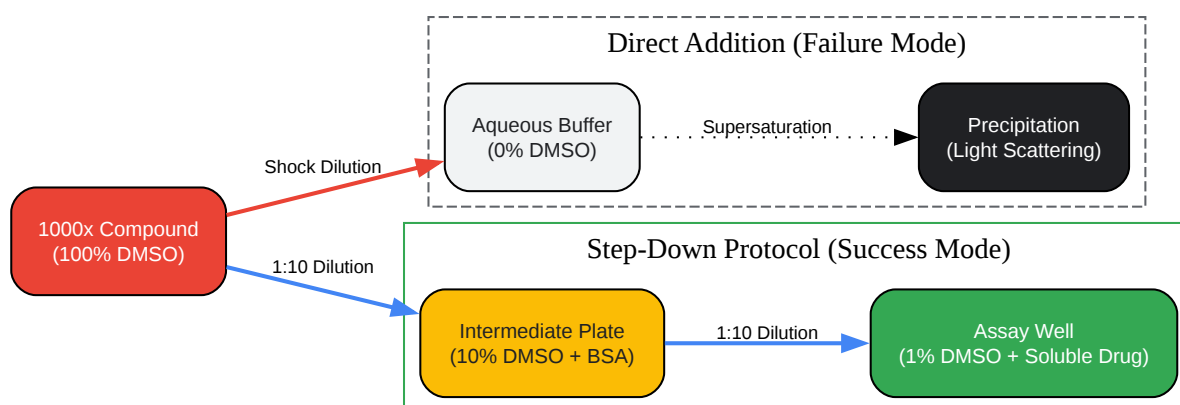 Direct Addition (Failure Mode)
Aqueous Buffer
(0% DMSO)
Supersaturation
Precipitation
(Light Scattering)
Shock Dilution
1000x Compound
(100% DMSO)
1:10 Dilution
Step-Down Protocol (Success Mode)
Intermediate Plate
(10% DMSO + BSA)
1:10 Dilution
Assay Well
(1% DMSO + Soluble Drug)